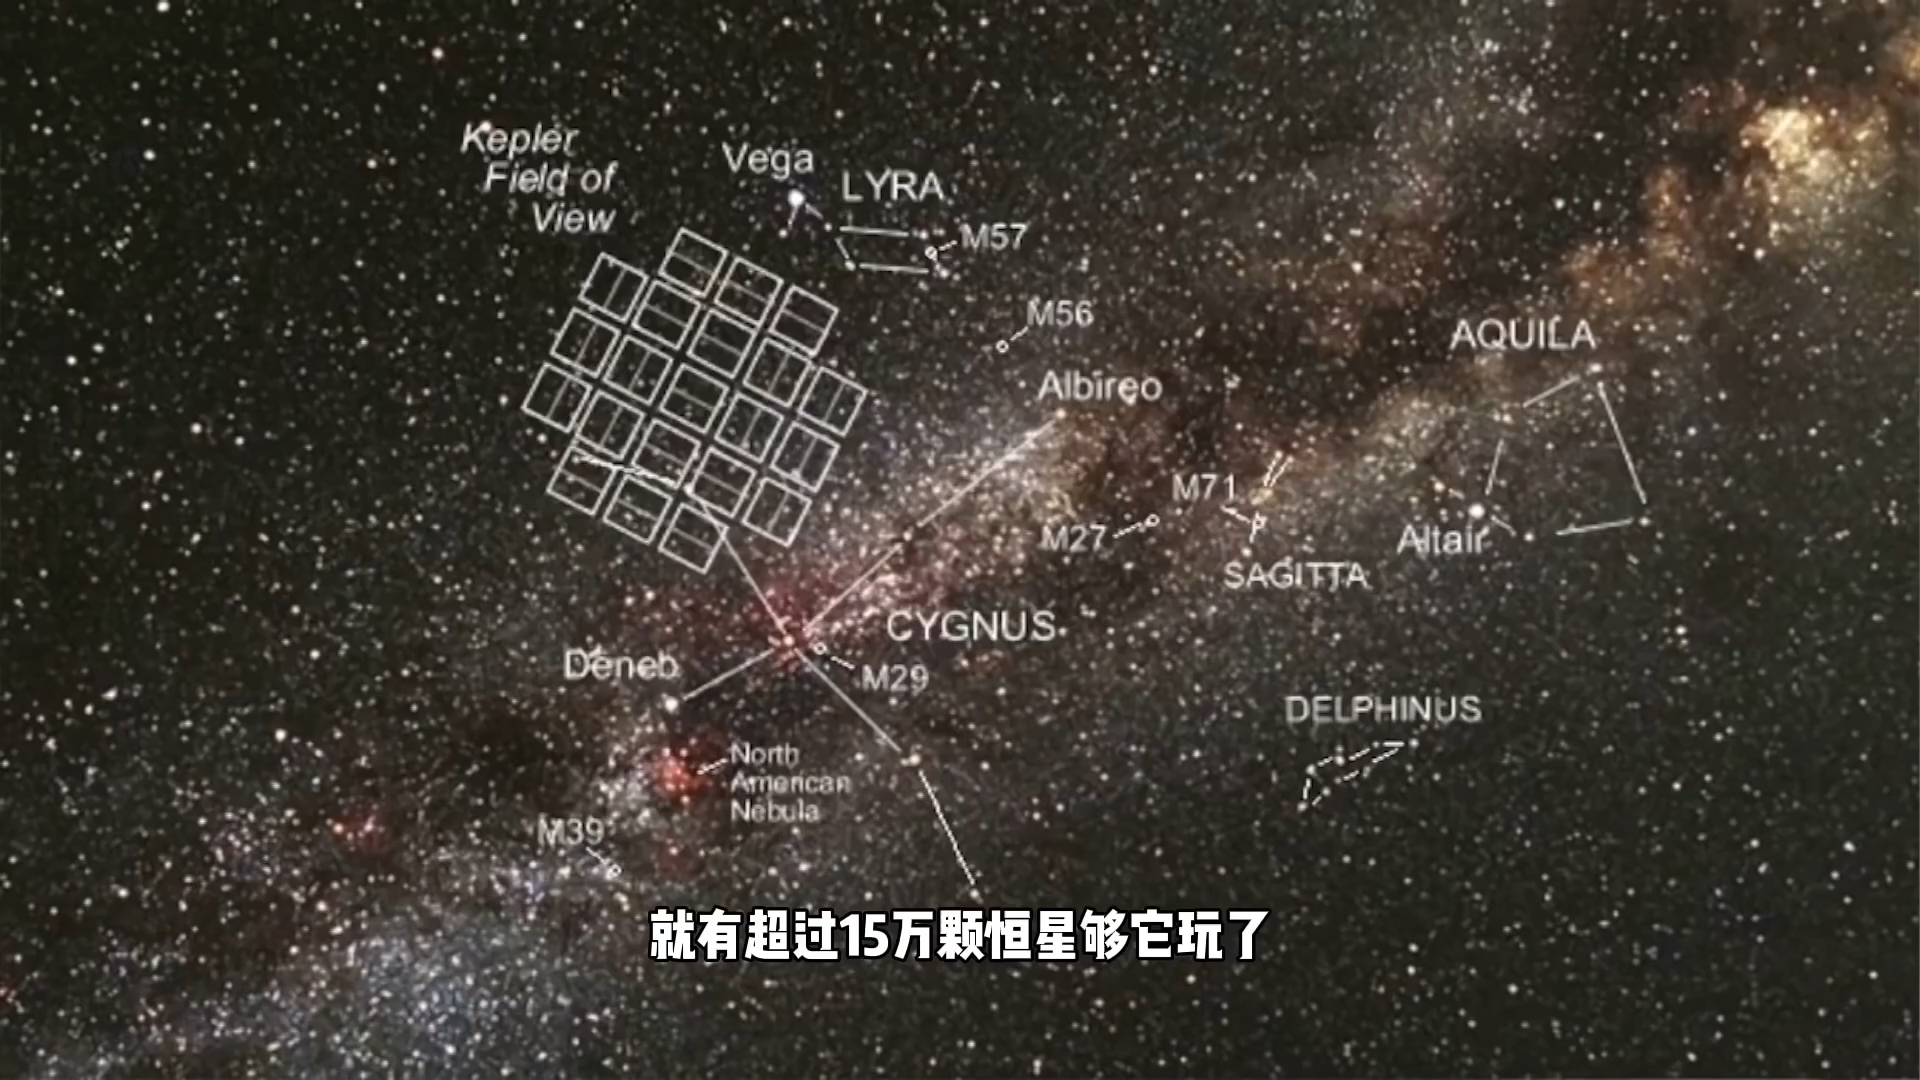 Kepler
Field of
View
Vega
LYRA
M57
M56
Albireo
AQUILA
M71
M27
Altair
SAGITTA
CYGNUS
Deneb
M29
DELPHINUS
North
American
Nebula
M39
就有超过15万颗恒星够它玩了